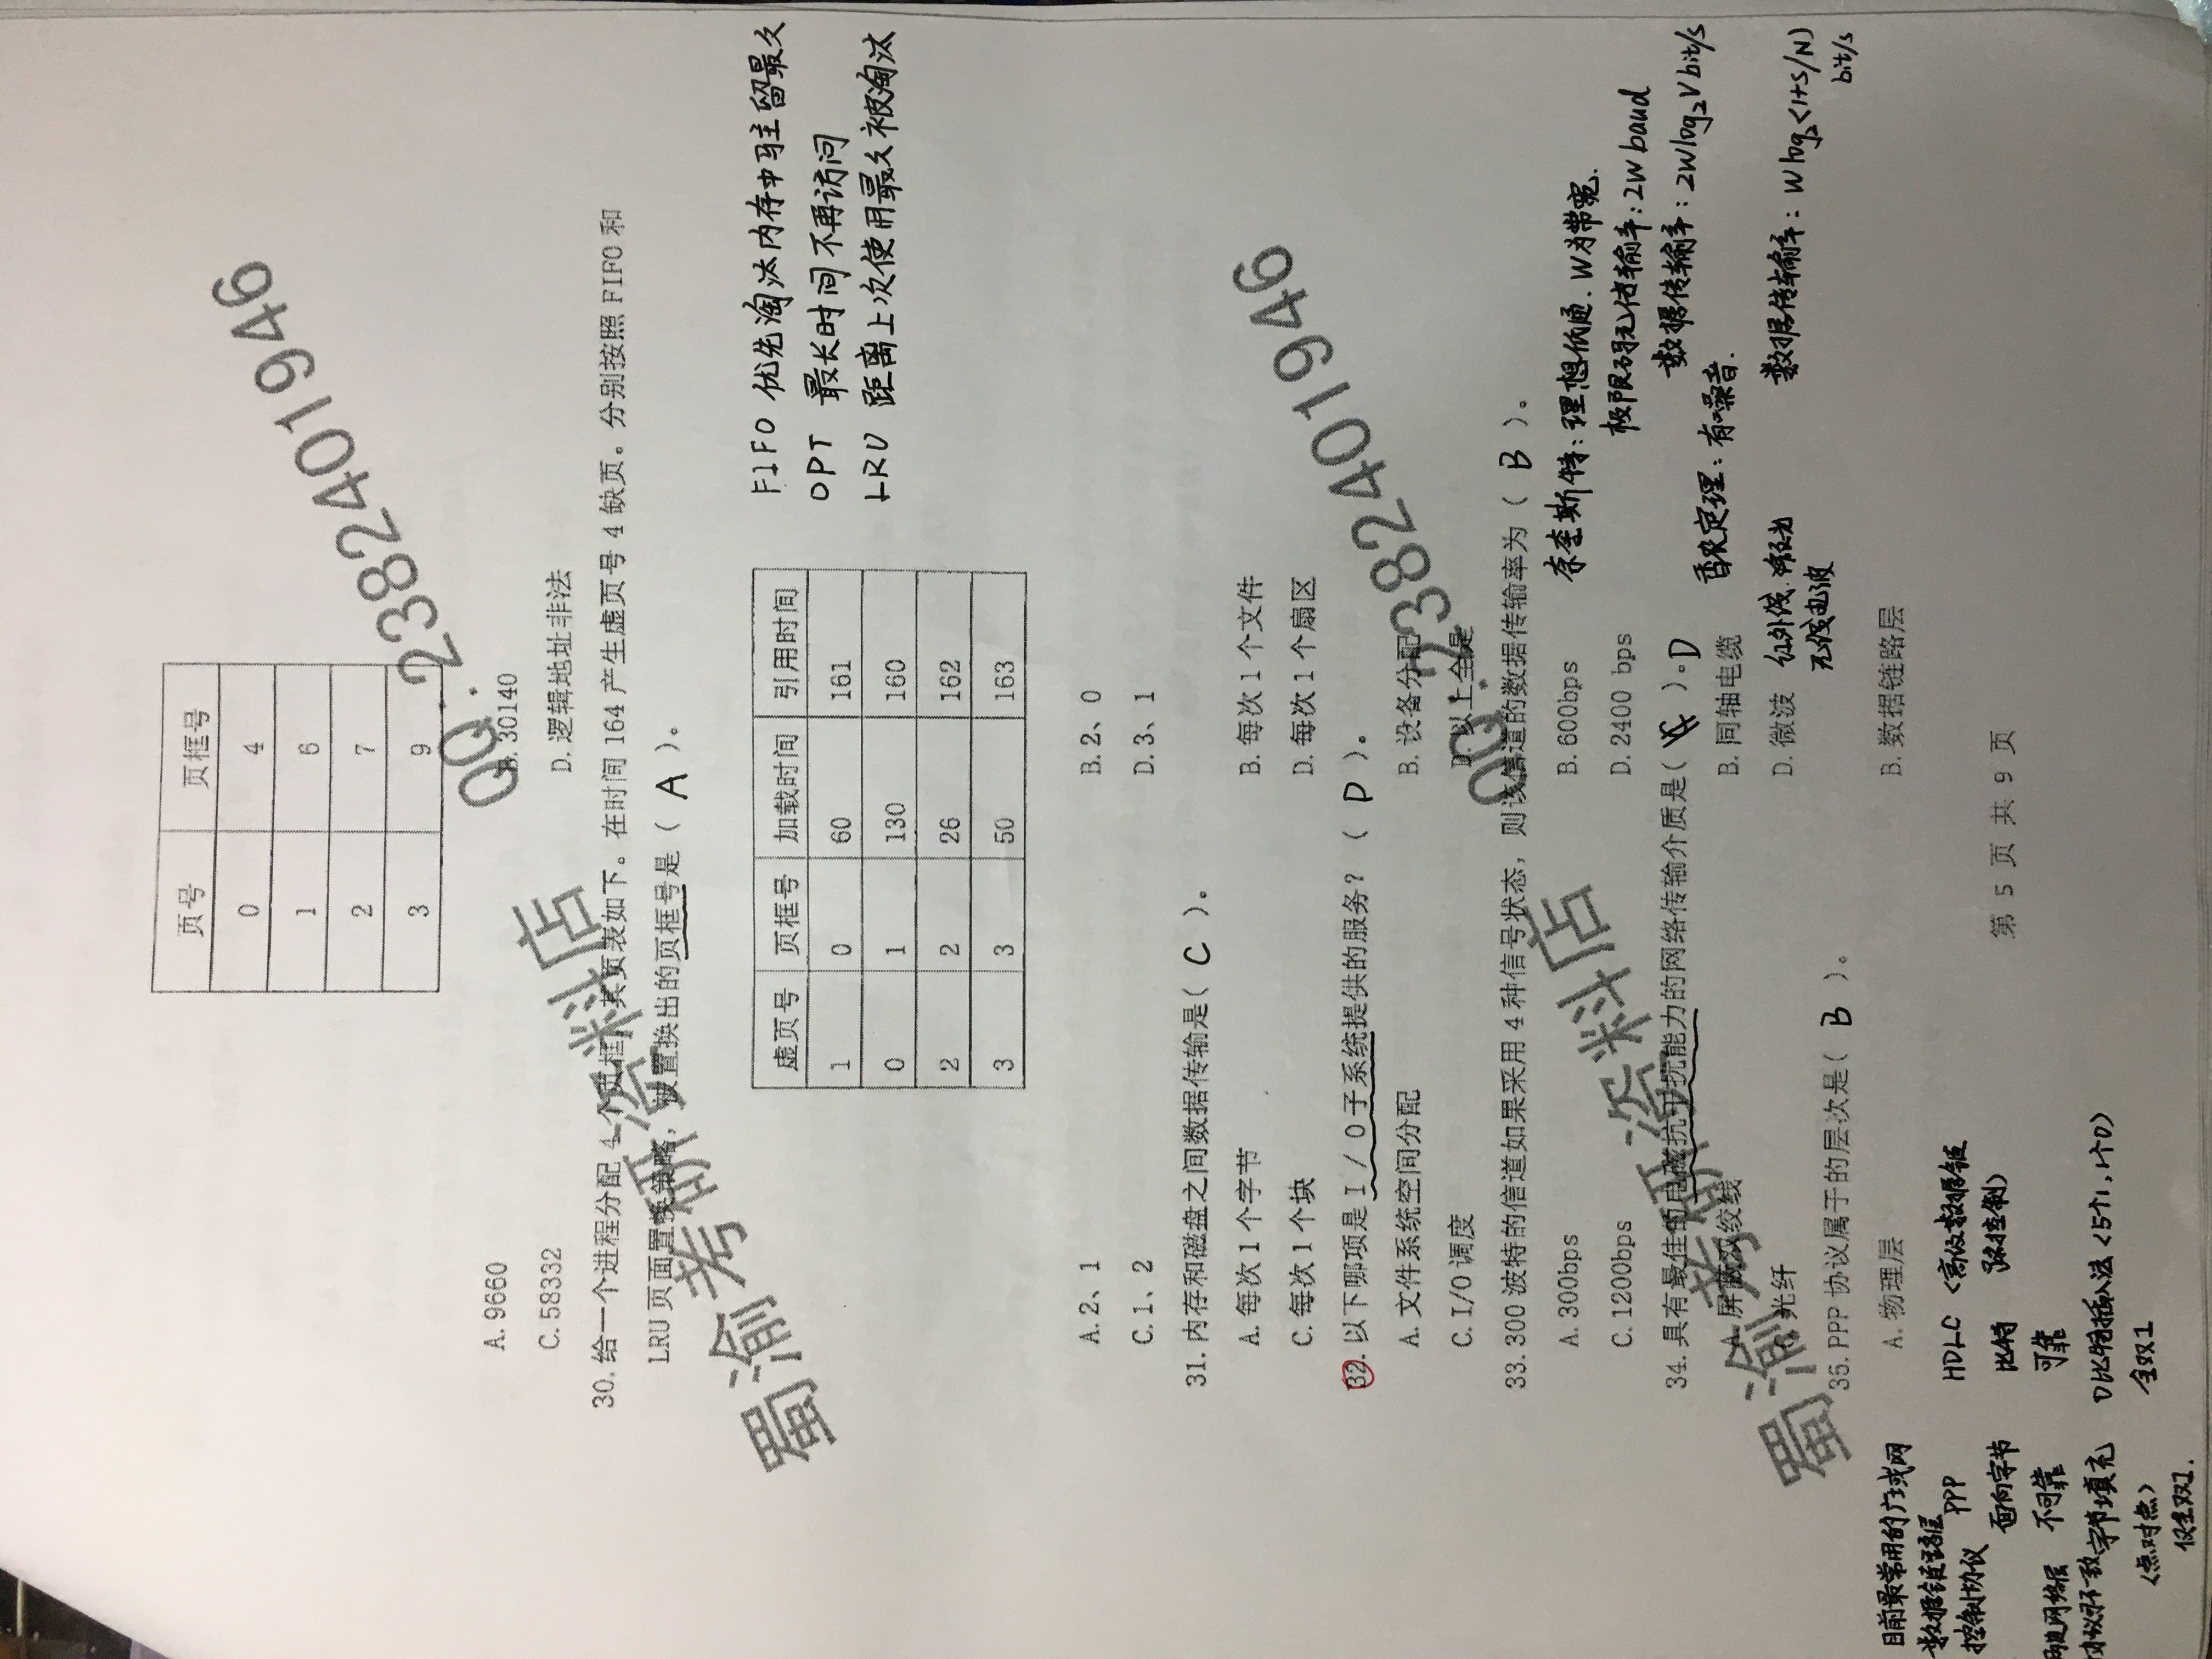 页号 页框号
0 4
1 6
2 7
3 9
A.9660 B.30140
C.58332 D.逻辑地址非法
30.给一个进程分配 4 个页框，其页表如下。在时间 164 产生虚页号 4 缺页。分别按照 FIFO 和
LRU 页面置换策略，被置换出的页框号是（ A ）。
虚页号 页框号 加载时间 引用时间
1 0 60 161
0 1 130 160
2 2 26 162
3 3 50 163
FIFO 优先淘汰内存中驻留最久
OPT 最长时间不再访问
LRU 距离上次使用最久被淘汰
A.2、1 B.2、0
C.1、2 D.3、1
31.内存和磁盘之间数据传输是( C )。
A.每次 1 个字节 B.每次 1 个文件
C.每次 1 个块 D.每次 1 个扇区
32.以下哪项是 I / O 子系统提供的服务？（ D ）。
A.文件系统空间分配 B.设备分配
C.I/O 调度 D.以上全是
33.300 波特的信道如果采用 4 种信号状态，则该信道的数据传输率为（ B ）。
A.300bps B.600bps
C.1200bps D.2400 bps
奈奎斯特：理想低通.W为带宽.
极限码元传输率：2W baud
数据传输率：2Wlog₂V bit/s
34.具有最佳的电磁抗干扰能力的网络传输介质是( )。D
香农定理：有噪音.
A.屏蔽双绞线 B.同轴电缆
C.光纤 D.微波 红外线.激光
无线电波
数据传输率：Wlog₂<1+S/N)
bit/s
35.PPP 协议属于的层次是( B )。
A.物理层 B.数据链路层
目前最常用的广域网
数据链路层
控制协议 PPP HDLC <高级数据链
路控制)
面向字节 比特
不可靠 可靠
两边网络层
协议可不一致 字节填充 0比特插入法<5个1,1个0)
<点对点) 全双工
仅全双工.
第 5 页 共 9 页
蜀渝考研资料店 QQ:2382401946
蜀渝考研资料店 QQ:2382401946